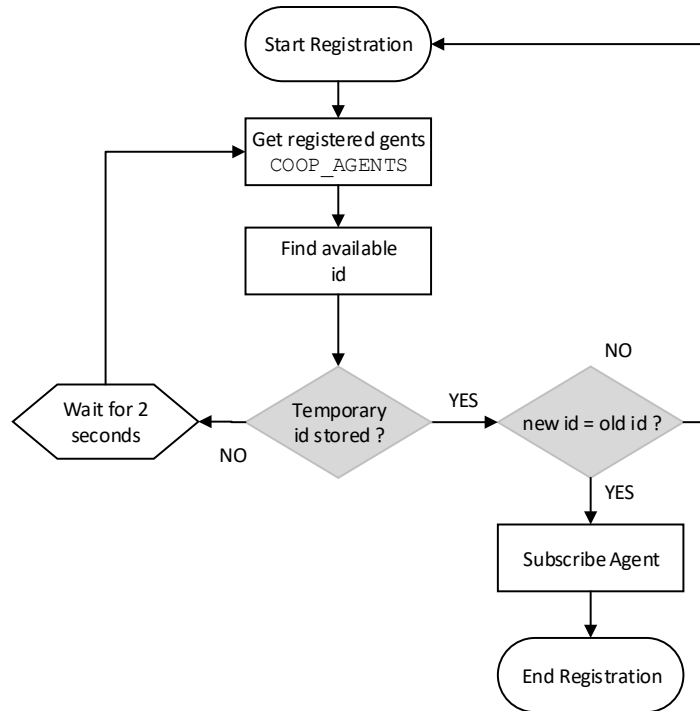 Start Registration
Get registered gents
COOP_AGENTS
Find available
id
NO
Wait for 2
seconds
Temporary
id stored ?
YES
new id = old id ?
NO
YES
Subscribe Agent
End Registration